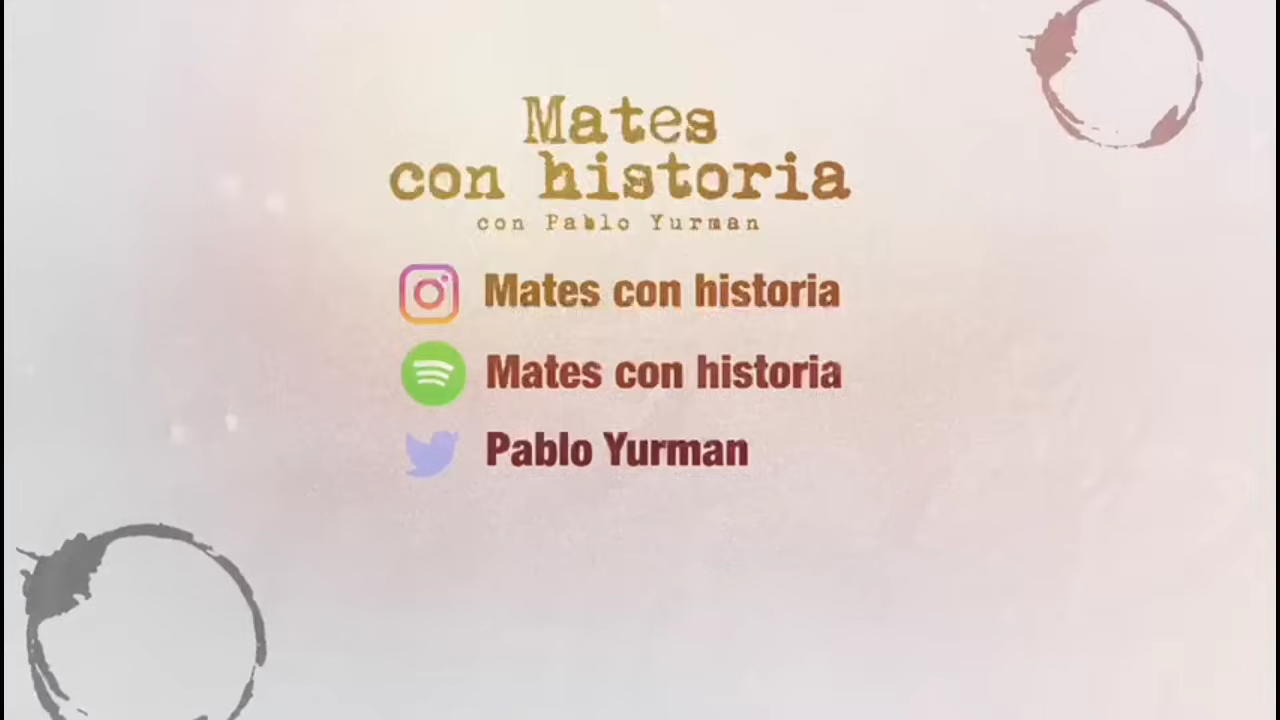 Mates
con historia
con Pablo Yurman
Mates con historia
Mates con historia
Pablo Yurman